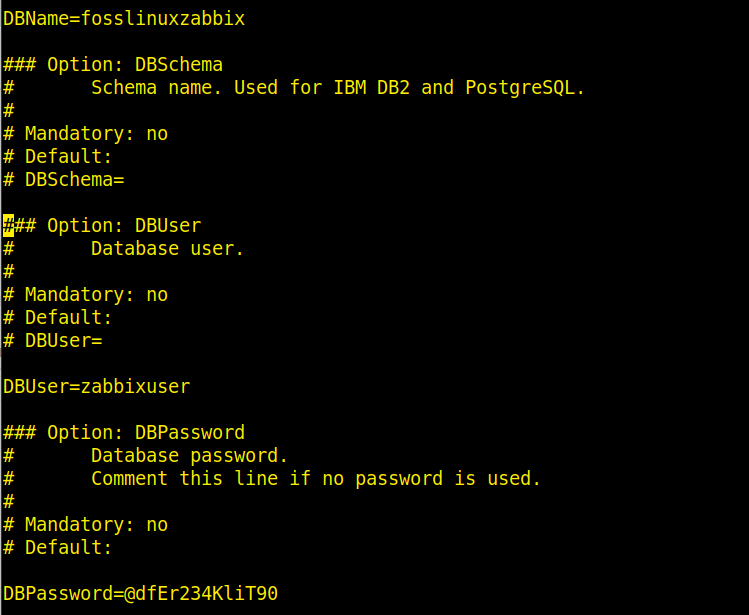 DBName=fosslinuxzabbix
### Option: DBSchema
#       Schema name. Used for IBM DB2 and PostgreSQL.
#
# Mandatory: no
# Default:
# DBSchema=
### Option: DBUser
#       Database user.
#
# Mandatory: no
# Default:
# DBUser=
DBUser=zabbixuser
### Option: DBPassword
#       Database password.
#       Comment this line if no password is used.
#
# Mandatory: no
# Default:
DBPassword=@dfEr234KliT90